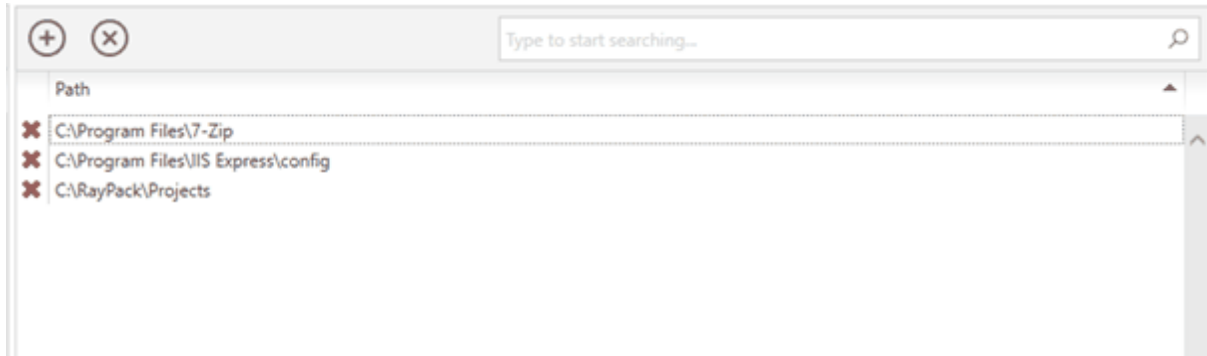 Type to start searching...
Path
C:\Program Files\7-Zip
C:\Program Files\IIS Express\config
C:\RayPack\Projects